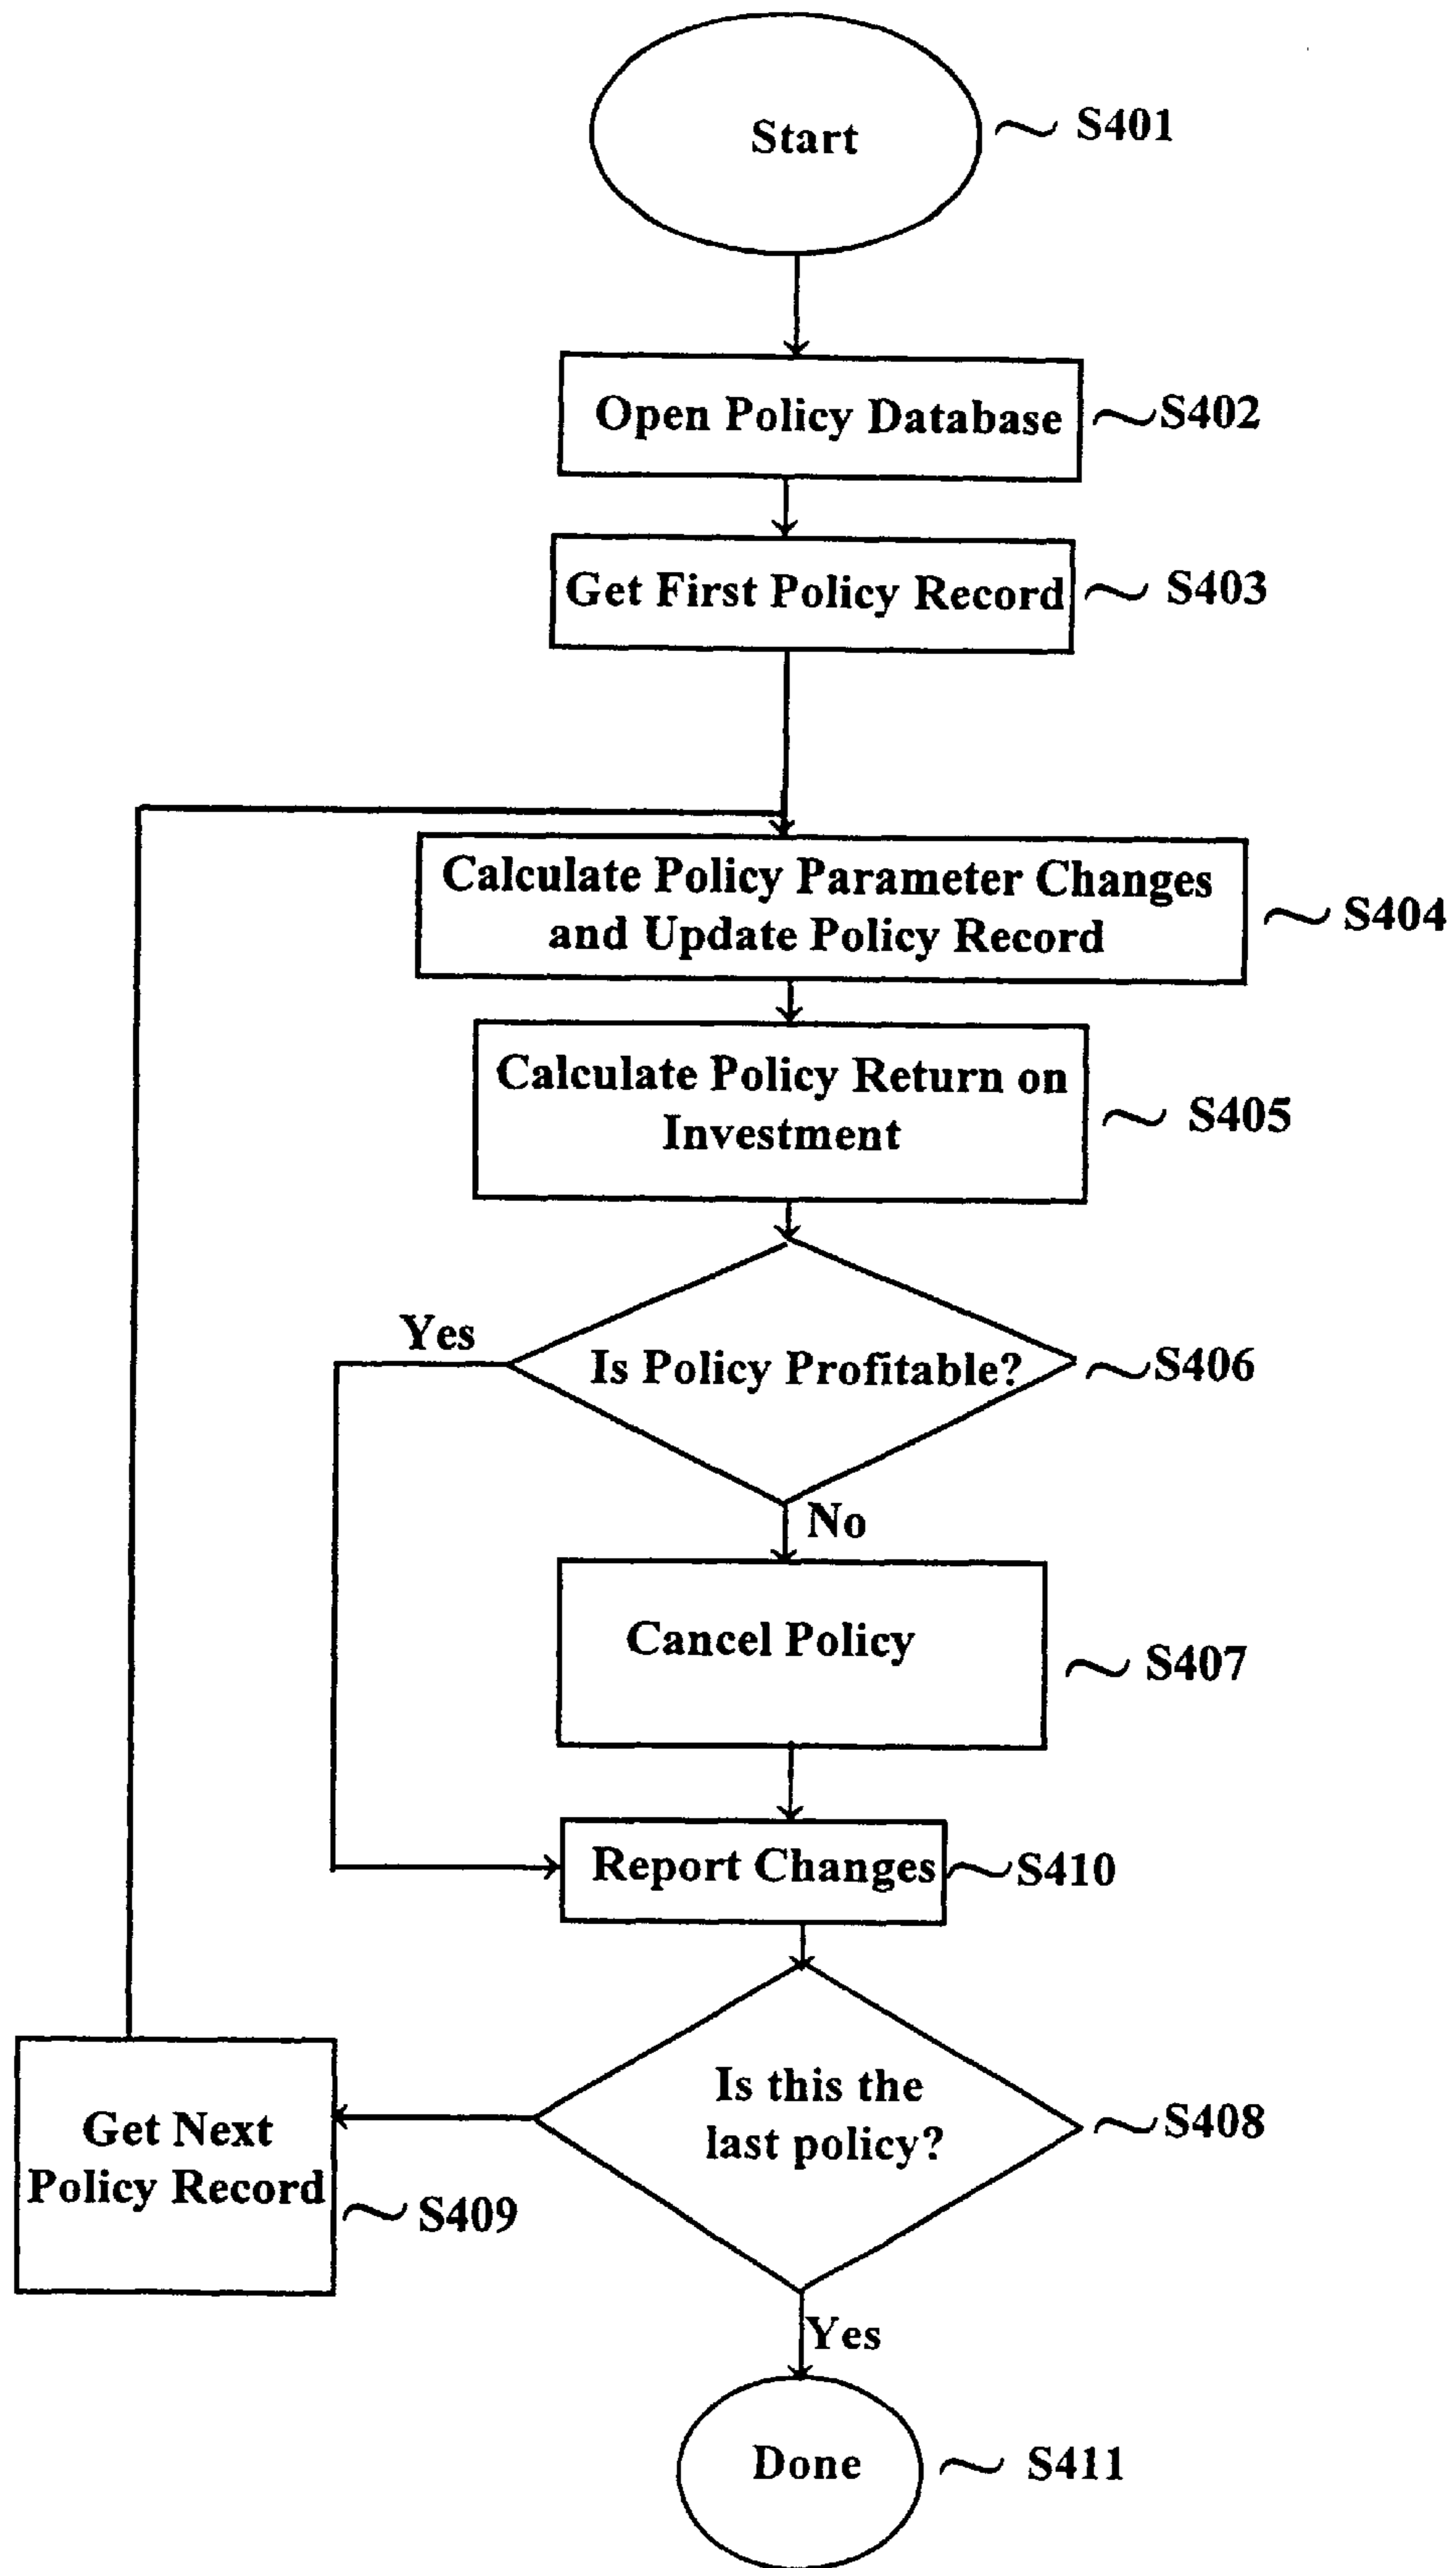 Start
S401
Open Policy Database
S402
Get First Policy Record
S403
Calculate Policy Parameter Changes
and Update Policy Record
S404
Calculate Policy Return on
Investment
S405
Yes
Is Policy Profitable?
S406
No
Cancel Policy
S407
Report Changes
S410
Is this the
last policy?
S408
Get Next
Policy Record
S409
Yes
Done
S411